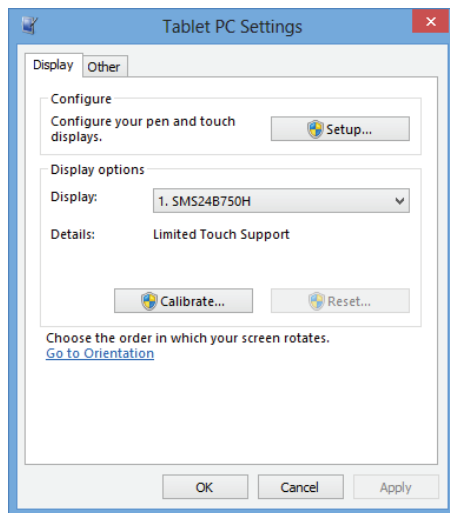 Tablet PC Settings
Display Other
Configure
Configure your pen and touch
displays.
Setup...
Display options
Display: 1. SMS24B750H
Details: Limited Touch Support
Calibrate... Reset...
Choose the order in which your screen rotates.
Go to Orientation
OK Cancel Apply